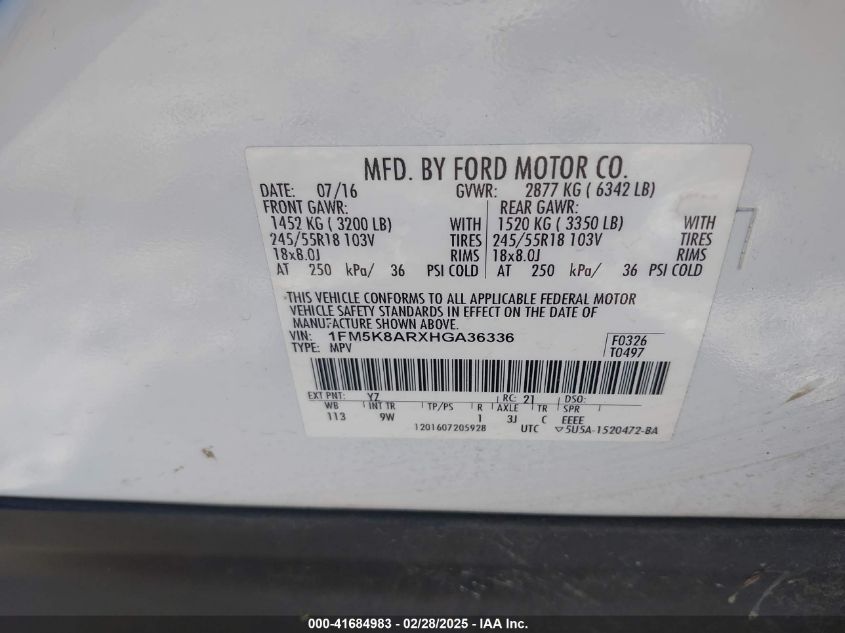 MFD. BY FORD MOTOR CO.
DATE: 07/16 GVWR: 2877 KG ( 6342 LB)
FRONT GAWR: REAR GAWR:
1452 KG ( 3200 LB) WITH 1520 KG ( 3350 LB) WITH
245/55R18 103V TIRES 245/55R18 103V TIRES
18x8.0J RIMS 18x8.0J RIMS
AT 250 kPa/ 36 PSI COLD AT 250 kPa/ 36 PSI COLD
THIS VEHICLE CONFORMS TO ALL APPLICABLE FEDERAL MOTOR
VEHICLE SAFETY STANDARDS IN EFFECT ON THE DATE OF
MANUFACTURE SHOWN ABOVE.
VIN: 1FM5K8ARXHGA36336 F0326
TYPE: MPV T0497
EXT PNT: YZ RC: 21 DSO:
WB INT TR TP/PS R AXLE TR SPR
113 9W 1 3J C EEEE
1201607205928 UTC ▽5U5A-1520472-BA
000-41684983 - 02/28/2025 - IAA Inc.